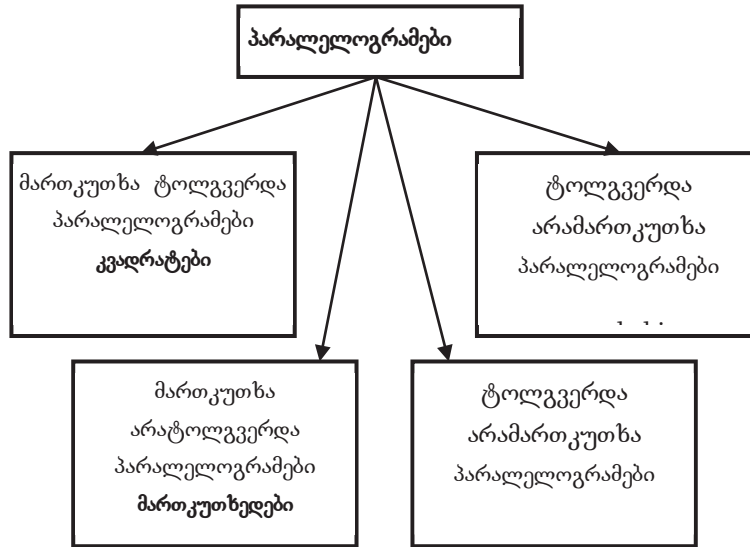 პარალელოგრამები
მართკუთხა ტოლგვერდა
პარალელოგრამები
კვადრატები
ტოლგვერდა
არამართკუთხა
პარალელოგრამები
მართკუთხა
არატოლგვერდა
პარალელოგრამები
მართკუთხედები
ტოლგვერდა
არამართკუთხა
პარალელოგრამები